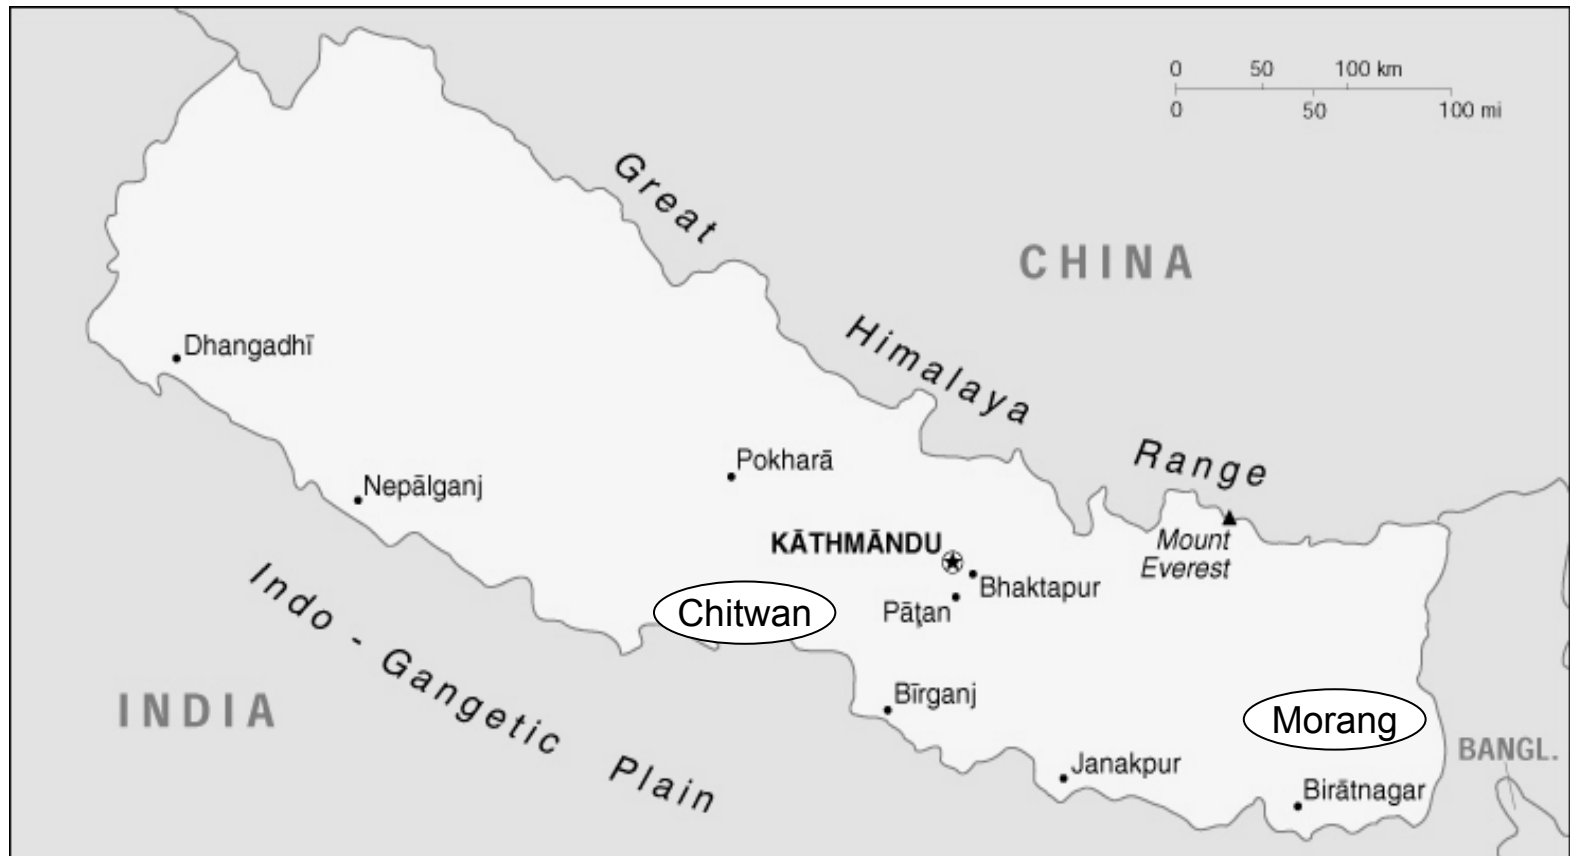 0 50 100 km
0 50 100 mi
Great
Himalaya
Range
CHINA
Dhangadhī
Nepālganj
Pokharā
KĀTHMĀNDU
Mount
Everest
Bhaktapur
Pāţan
Chitwan
Indo - Gangetic Plain
INDIA
Bīrganj
Morang
BANGL.
Janakpur
Birātnagar